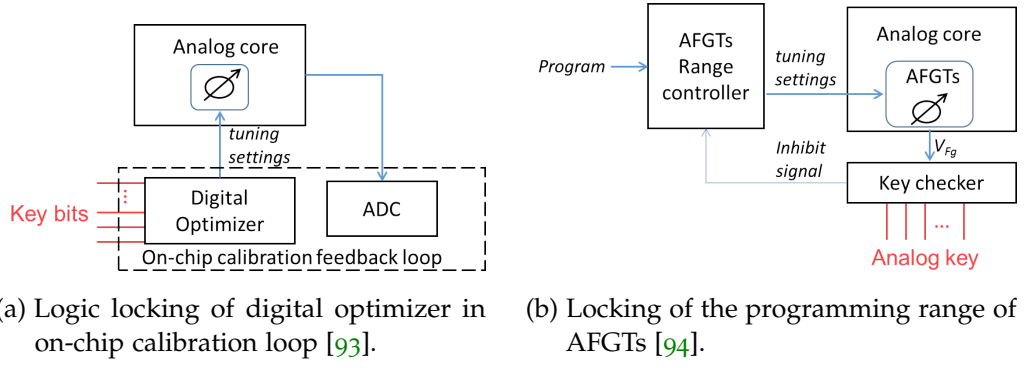 Analog core
tuning
settings
Key bits
...
Digital
Optimizer
ADC
On-chip calibration feedback loop
(a) Logic locking of digital optimizer in
on-chip calibration loop [93].
Program
AFGTs
Range
controller
tuning
settings
Analog core
AFGTs
VFg
Inhibit
signal
Key checker
...
Analog key
(b) Locking of the programming range of
AFGTs [94].